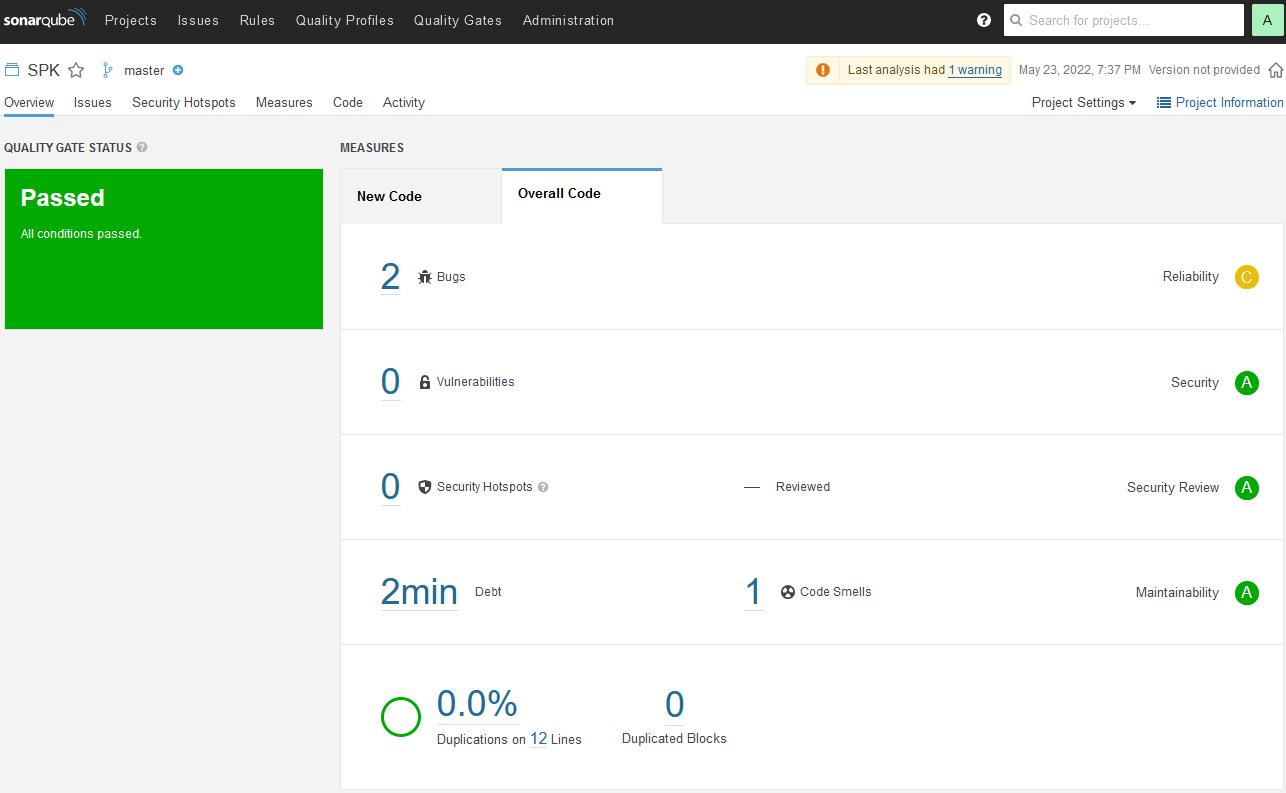 sonarqube Projects Issues Rules Quality Profiles Quality Gates Administration ? Search for projects... A
SPK master Last analysis had 1 warning May 23, 2022, 7:37 PM Version not provided
Overview Issues Security Hotspots Measures Code Activity Project Settings Project Information
QUALITY GATE STATUS ? MEASURES
Passed
All conditions passed.
New Code Overall Code
2 Bugs Reliability C
0 Vulnerabilities Security A
0 Security Hotspots ? — Reviewed Security Review A
2min Debt 1 Code Smells Maintainability A
0.0% 0
Duplications on 12 Lines Duplicated Blocks